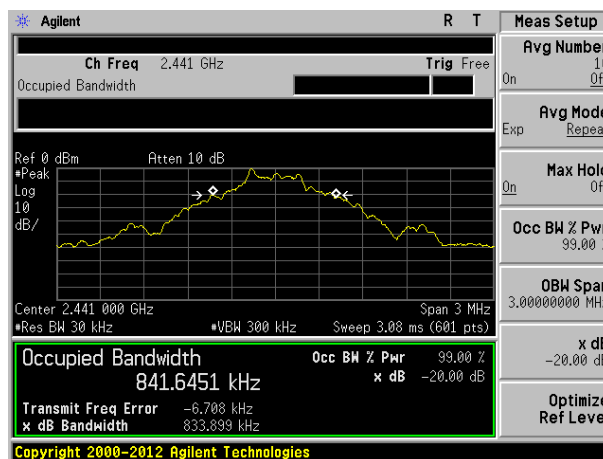 Agilent R T Meas Setup
Avg Number
Ch Freq 2.441 GHz Trig Free
On
Occupied Bandwidth
Avg Mode
Exp
Ref 0 dBm Atten 10 dB
#Peak
Log
10
dB/
Max Hold
On
Occ BW % Pwr
99.00
OBW Span
3.00000000
Center 2.441 000 GHz Span 3 MHz
#Res BW 30 kHz #VBW 300 kHz Sweep 3.08 ms (601 pts)
Occupied Bandwidth Occ BW % Pwr 99.00 %
841.6451 kHz x dB -20.00 dB
x dB
-20.00
Transmit Freq Error -6.708 kHz
x dB Bandwidth 833.899 kHz
Optimize
Ref Level
Copyright 2000-2012 Agilent Technologies